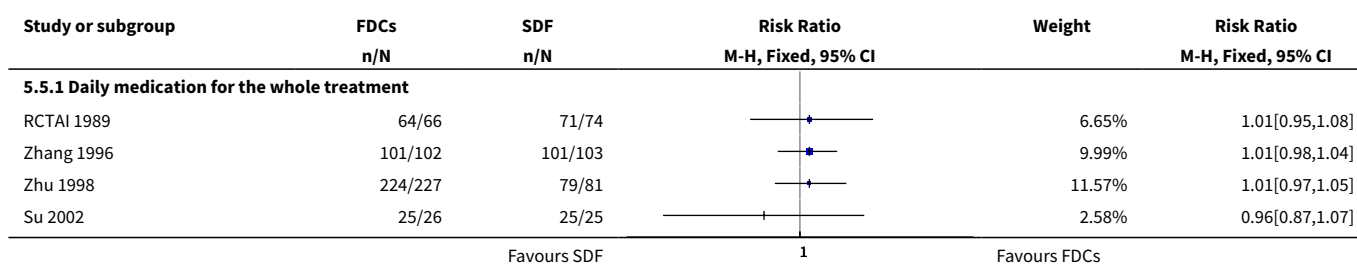 Study or subgroup FDCs SDF Risk Ratio Weight Risk Ratio
n/N n/N M-H, Fixed, 95% CI M-H, Fixed, 95% CI
5.5.1 Daily medication for the whole treatment
RCTAI 1989 64/66 71/74 6.65% 1.01[0.95,1.08]
Zhang 1996 101/102 101/103 9.99% 1.01[0.98,1.04]
Zhu 1998 224/227 79/81 11.57% 1.01[0.97,1.05]
Su 2002 25/26 25/25 2.58% 0.96[0.87,1.07]
Favours SDF 1 Favours FDCs